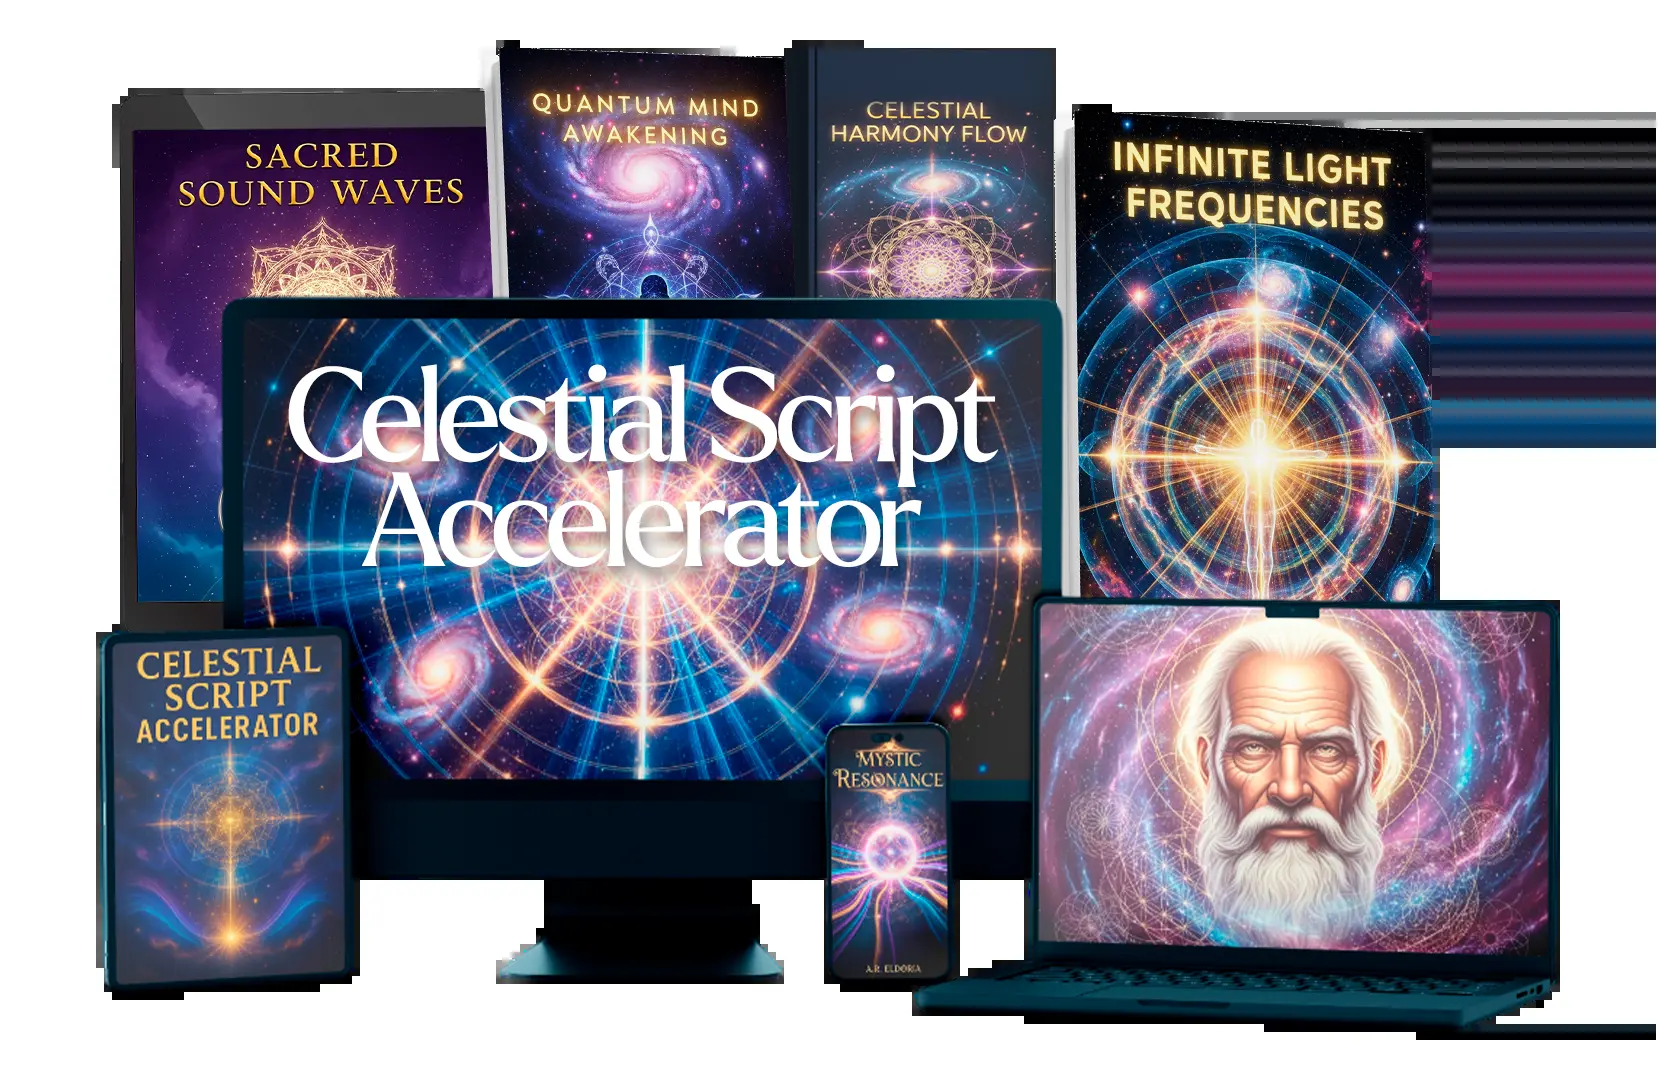 SACRED
SOUND WAVES
QUANTUM MIND
AWAKENING
CELESTIAL
HARMONY FLOW
INFINITE LIGHT
FREQUENCIES
Celestial Script
Accelerator
CELESTIAL
SCRIPT
ACCELERATOR
MYSTIC
RESONANCE
A.R. ELDORIA